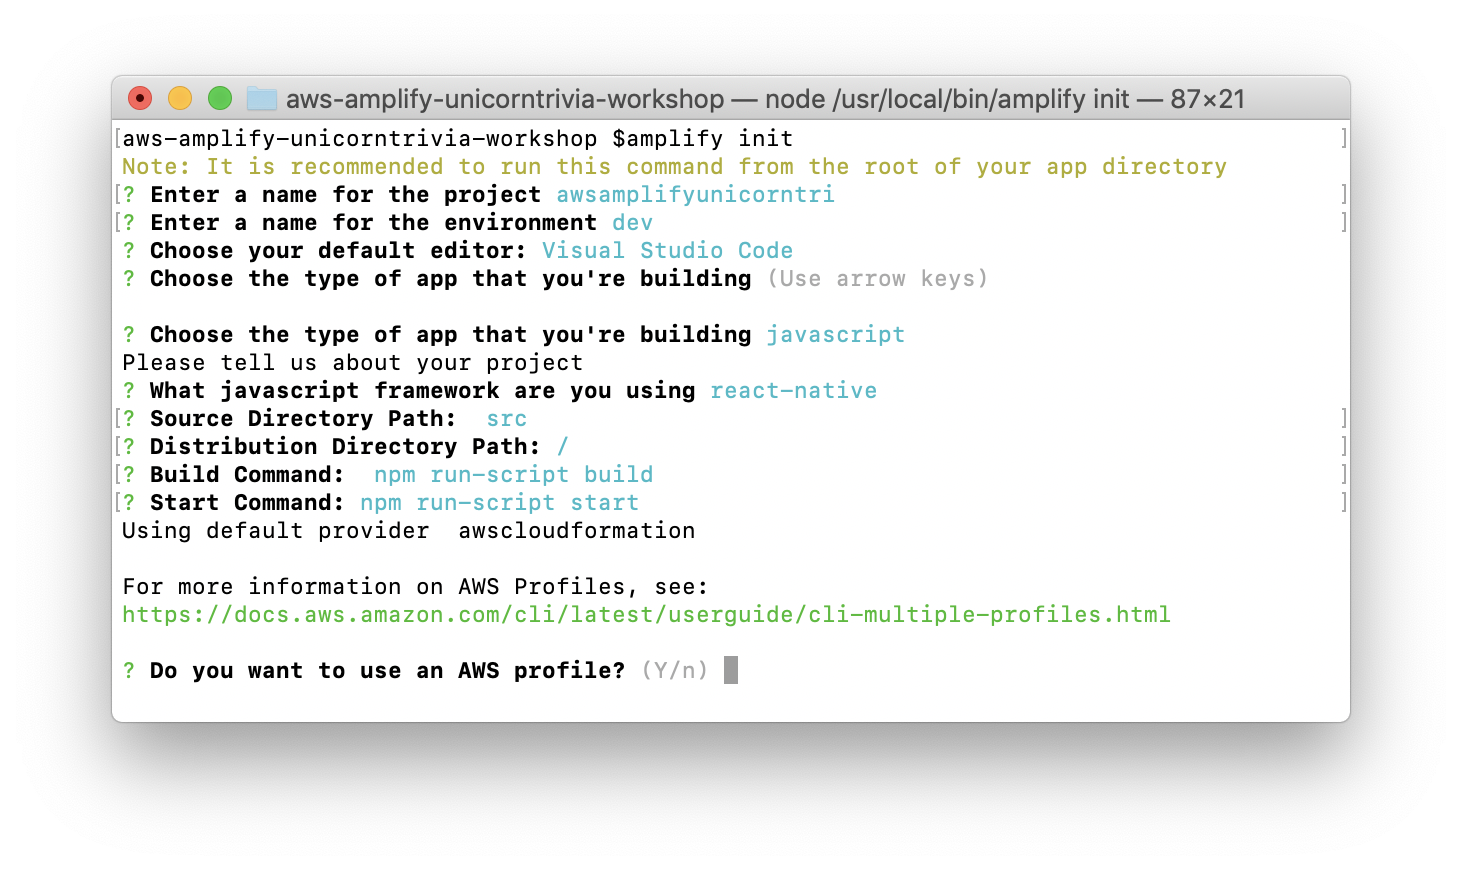 aws-amplify-unicorntrivia-workshop — node /usr/local/bin/amplify init — 87×21
[aws-amplify-unicorntrivia-workshop $amplify init ]
Note: It is recommended to run this command from the root of your app directory
[? Enter a name for the project awsamplifyunicorntri ]
[? Enter a name for the environment dev ]
? Choose your default editor: Visual Studio Code
? Choose the type of app that you're building (Use arrow keys)
? Choose the type of app that you're building javascript
Please tell us about your project
? What javascript framework are you using react-native
[? Source Directory Path:  src ]
[? Distribution Directory Path: / ]
[? Build Command:  npm run-script build ]
[? Start Command: npm run-script start ]
Using default provider  awscloudformation
For more information on AWS Profiles, see:
https://docs.aws.amazon.com/cli/latest/userguide/cli-multiple-profiles.html
? Do you want to use an AWS profile? (Y/n)